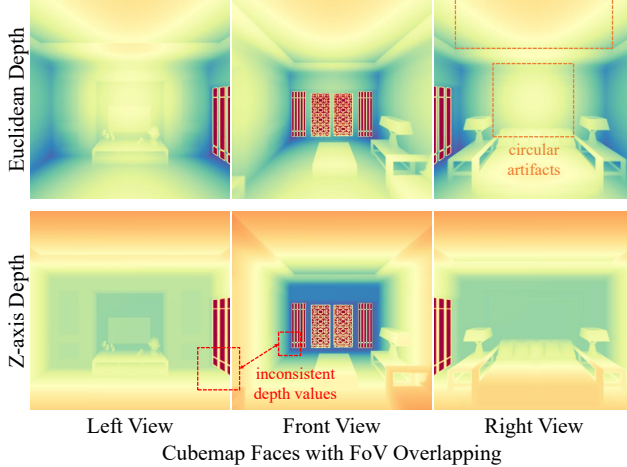 Euclidean Depth
circular
artifacts
Z-axis Depth
inconsistent
depth values
Left View
Front View
Right View
Cubemap Faces with FoV Overlapping